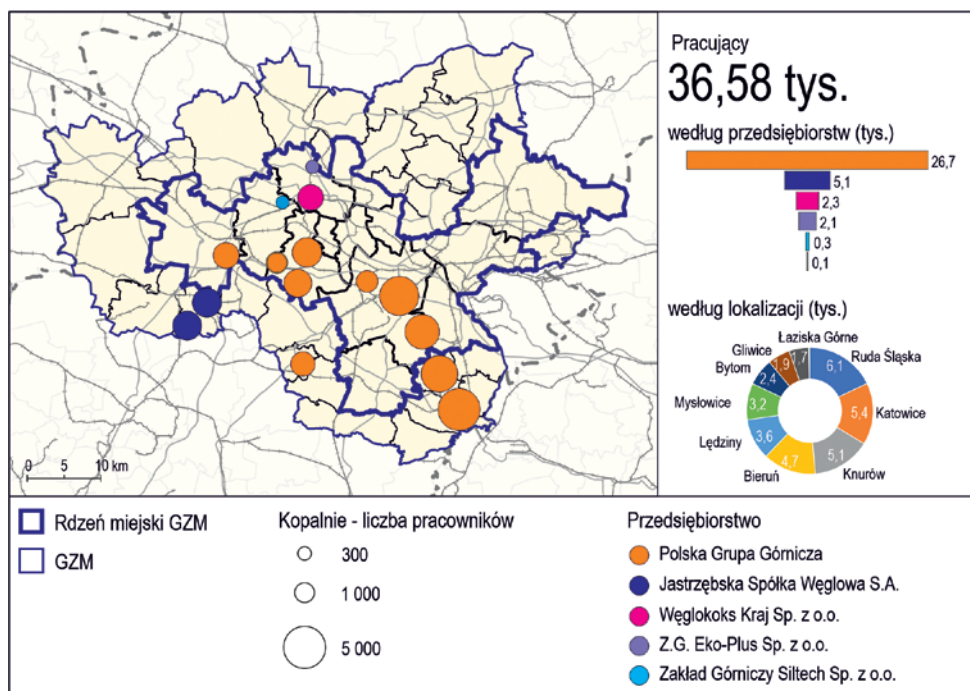 Pracujący
36,58 tys.
według przedsiębiorstw (tys.)
26,7
5,1
2,3
2,1
0,3
0,1
według lokalizacji (tys.)
Łaziska Górne
Gliwice
Bytom
Mysłowice
Lędziny
Bieruń
Knurów
Katowice
Ruda Śląska
1,7
6,1
1,9
2,4
3,2
5,4
3,6
4,7
5,1
0 5 10 km
Rdzeń miejski GZM
GZM
Kopalnie - liczba pracowników
300
1 000
5 000
Przedsiębiorstwo
Polska Grupa Górnicza
Jastrzębska Spółka Węglowa S.A.
Węglokoks Kraj Sp. z o.o.
Z.G. Eko-Plus Sp. z o.o.
Zakład Górniczy Siltech Sp. z o.o.